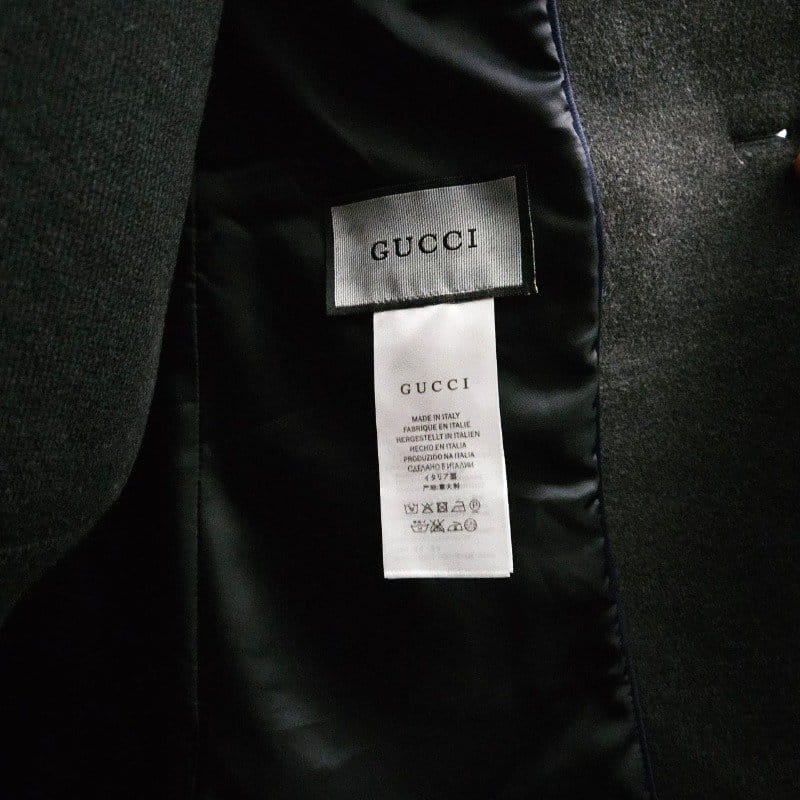 GUCCI
GUCCI
MADE IN ITALY
FABRIQUE EN ITALIE
HERGESTELLT IN ITALIEN
HECHO EN ITALIA
PRODUZIDO NA ITALIA
СДЕЛАНО В ИТАЛИИ
イタリア製
产地:意大利